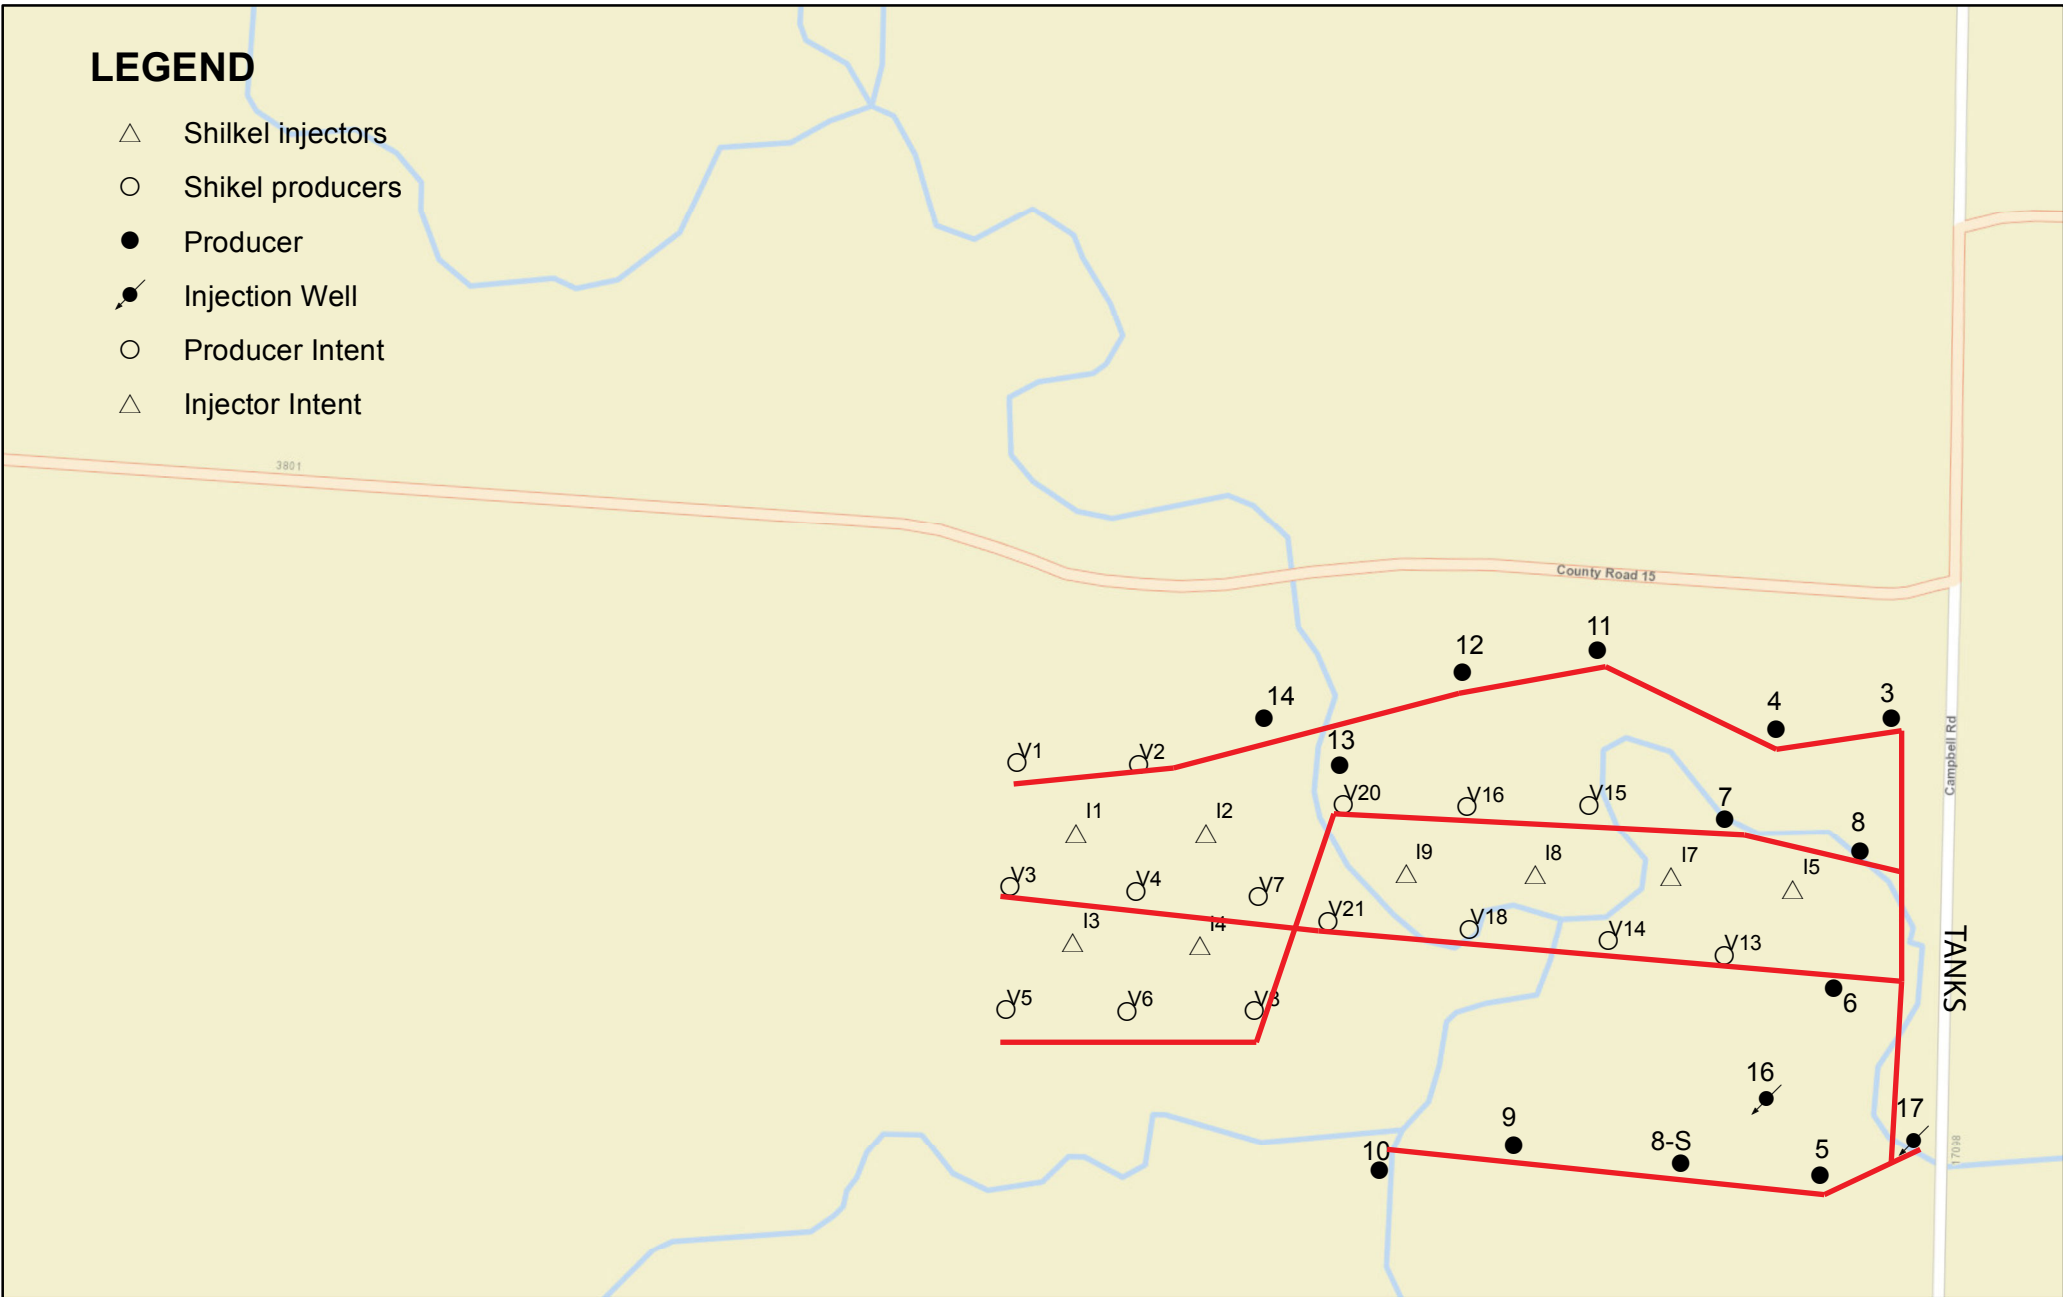 LEGEND
Shilkel injectors
Shikel producers
Producer
Injection Well
Producer Intent
Injector Intent
3801
County Road 15
11
12
14
3
4
13
Campbell Rd
V1
V2
V20
V16
V15
7
I1
I2
8
I9
I8
I7
I5
V3
V4
V7
V21
V18
V14
V13
I3
I4
TANKS
V5
V6
V8
6
16
17
9
8-S
5
10
17098